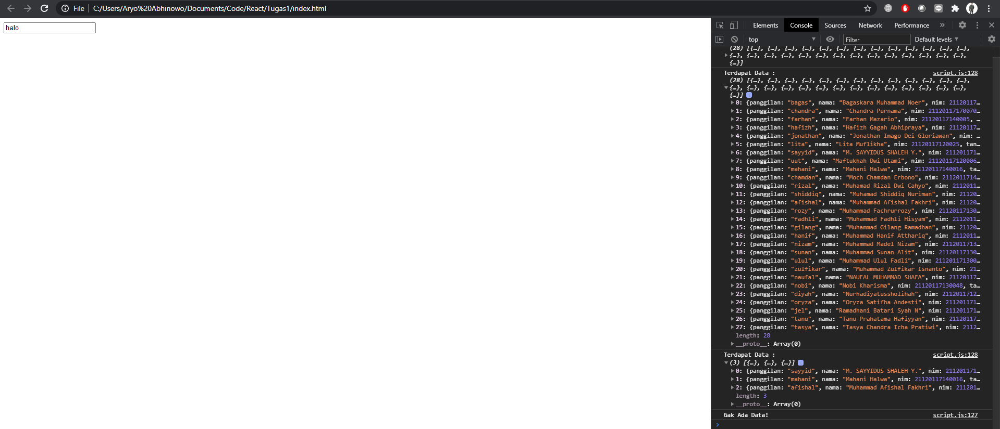 File C:/Users/Aryo%20Abhinowo/Documents/Code/React/Tugas1/index.html
halo
Elements Console Sources Network Performance »
top Filter Default levels
(28) [{…}, {…}, {…}, {…}, {…}, {…}, {…}, {…}, {…}, {…}, {…}, {…}, {…},
{…}, {…}, {…}, {…}, {…}, {…}, {…}, {…}, {…}, {…}, {…}, {…}, {…}, {…},
{…}]
Terdapat Data : script.js:128
(28) [{…}, {…}, {…}, {…}, {…}, {…}, {…}, {…}, {…}, {…}, {…}, {…}, {…},
{…}, {…}, {…}, {…}, {…}, {…}, {…}, {…}, {…}, {…}, {…}, {…}, {…}, {…},
{…}]
0: {panggilan: "bagas", nama: "Bagaskara Muhammad Noer", nim: 21120117…
1: {panggilan: "chandra", nama: "Chandra Purnama", nim: 21120117170070…
2: {panggilan: "farhan", nama: "Farhan Mazario", nim: 21120117140005, …
3: {panggilan: "hafizh", nama: "Hafizh Gagah Abhipraya", nim: 21120117…
4: {panggilan: "jonathan", nama: "Jonathan Imago Dei Gloriawan", nim: …
5: {panggilan: "lita", nama: "Lita Muflikha", nim: 21120117120025, tan…
6: {panggilan: "sayyid", nama: "M. SAYYIDUS SHALEH Y.", nim: 211201171…
7: {panggilan: "uut", nama: "Maftukhah Dwi Utami", nim: 21120117120006…
8: {panggilan: "mahani", nama: "Mahani Halwa", nim: 21120117140016, ta…
9: {panggilan: "chamdan", nama: "Moch Chamdan Erbono", nim: 2112011714…
10: {panggilan: "rizal", nama: "Muhamad Rizal Dwi Cahyo", nim: 2112011…
11: {panggilan: "shiddiq", nama: "Muhamad Shiddiq Nuriman", nim: 21120…
12: {panggilan: "afishal", nama: "Muhammad Afishal Fakhri", nim: 21120…
13: {panggilan: "rozy", nama: "Muhammad Fachrurrozy", nim: 21120117130…
14: {panggilan: "fadhli", nama: "Muhammad Fadhli Hisyam", nim: 2112011…
15: {panggilan: "gilang", nama: "Muhammad Gilang Ramadhan", nim: 21120…
16: {panggilan: "hanif", nama: "Muhammad Hanif Atthariq", nim: 2112011…
17: {panggilan: "nizam", nama: "Muhammad Madel Nizam", nim: 2112011713…
18: {panggilan: "sunan", nama: "Muhammad Sunan Alit", nim: 21120117130…
19: {panggilan: "ulul", nama: "Muhammad Ulul Fadli", nim: 211201171300…
20: {panggilan: "zulfikar", nama: "Muhammad Zulfikar Isnanto", nim: 21…
21: {panggilan: "naufal", nama: "NAUFAL MUHAMMAD SHAFA", nim: 21120117…
22: {panggilan: "nobi", nama: "Nobi Kharisma", nim: 21120117130048, ta…
23: {panggilan: "diyah", nama: "Nurhadiyatussholihah", nim: 2112011712…
24: {panggilan: "oryza", nama: "Oryza Satifha Andesti", nim: 211201171…
25: {panggilan: "jel", nama: "Ramadhani Batari Syah N", nim: 211201171…
26: {panggilan: "tanu", nama: "Tanu Prahatama Hafiyyan", nim: 21120117…
27: {panggilan: "tasya", nama: "Tasya Chandra Icha Pratiwi", nim: 2112…
length: 28
__proto__: Array(0)
Terdapat Data : script.js:128
(3) [{…}, {…}, {…}]
0: {panggilan: "sayyid", nama: "M. SAYYIDUS SHALEH Y.", nim: 211201171…
1: {panggilan: "mahani", nama: "Mahani Halwa", nim: 21120117140016, ta…
2: {panggilan: "afishal", nama: "Muhammad Afishal Fakhri", nim: 211201…
length: 3
__proto__: Array(0)
Gak Ada Data! script.js:127